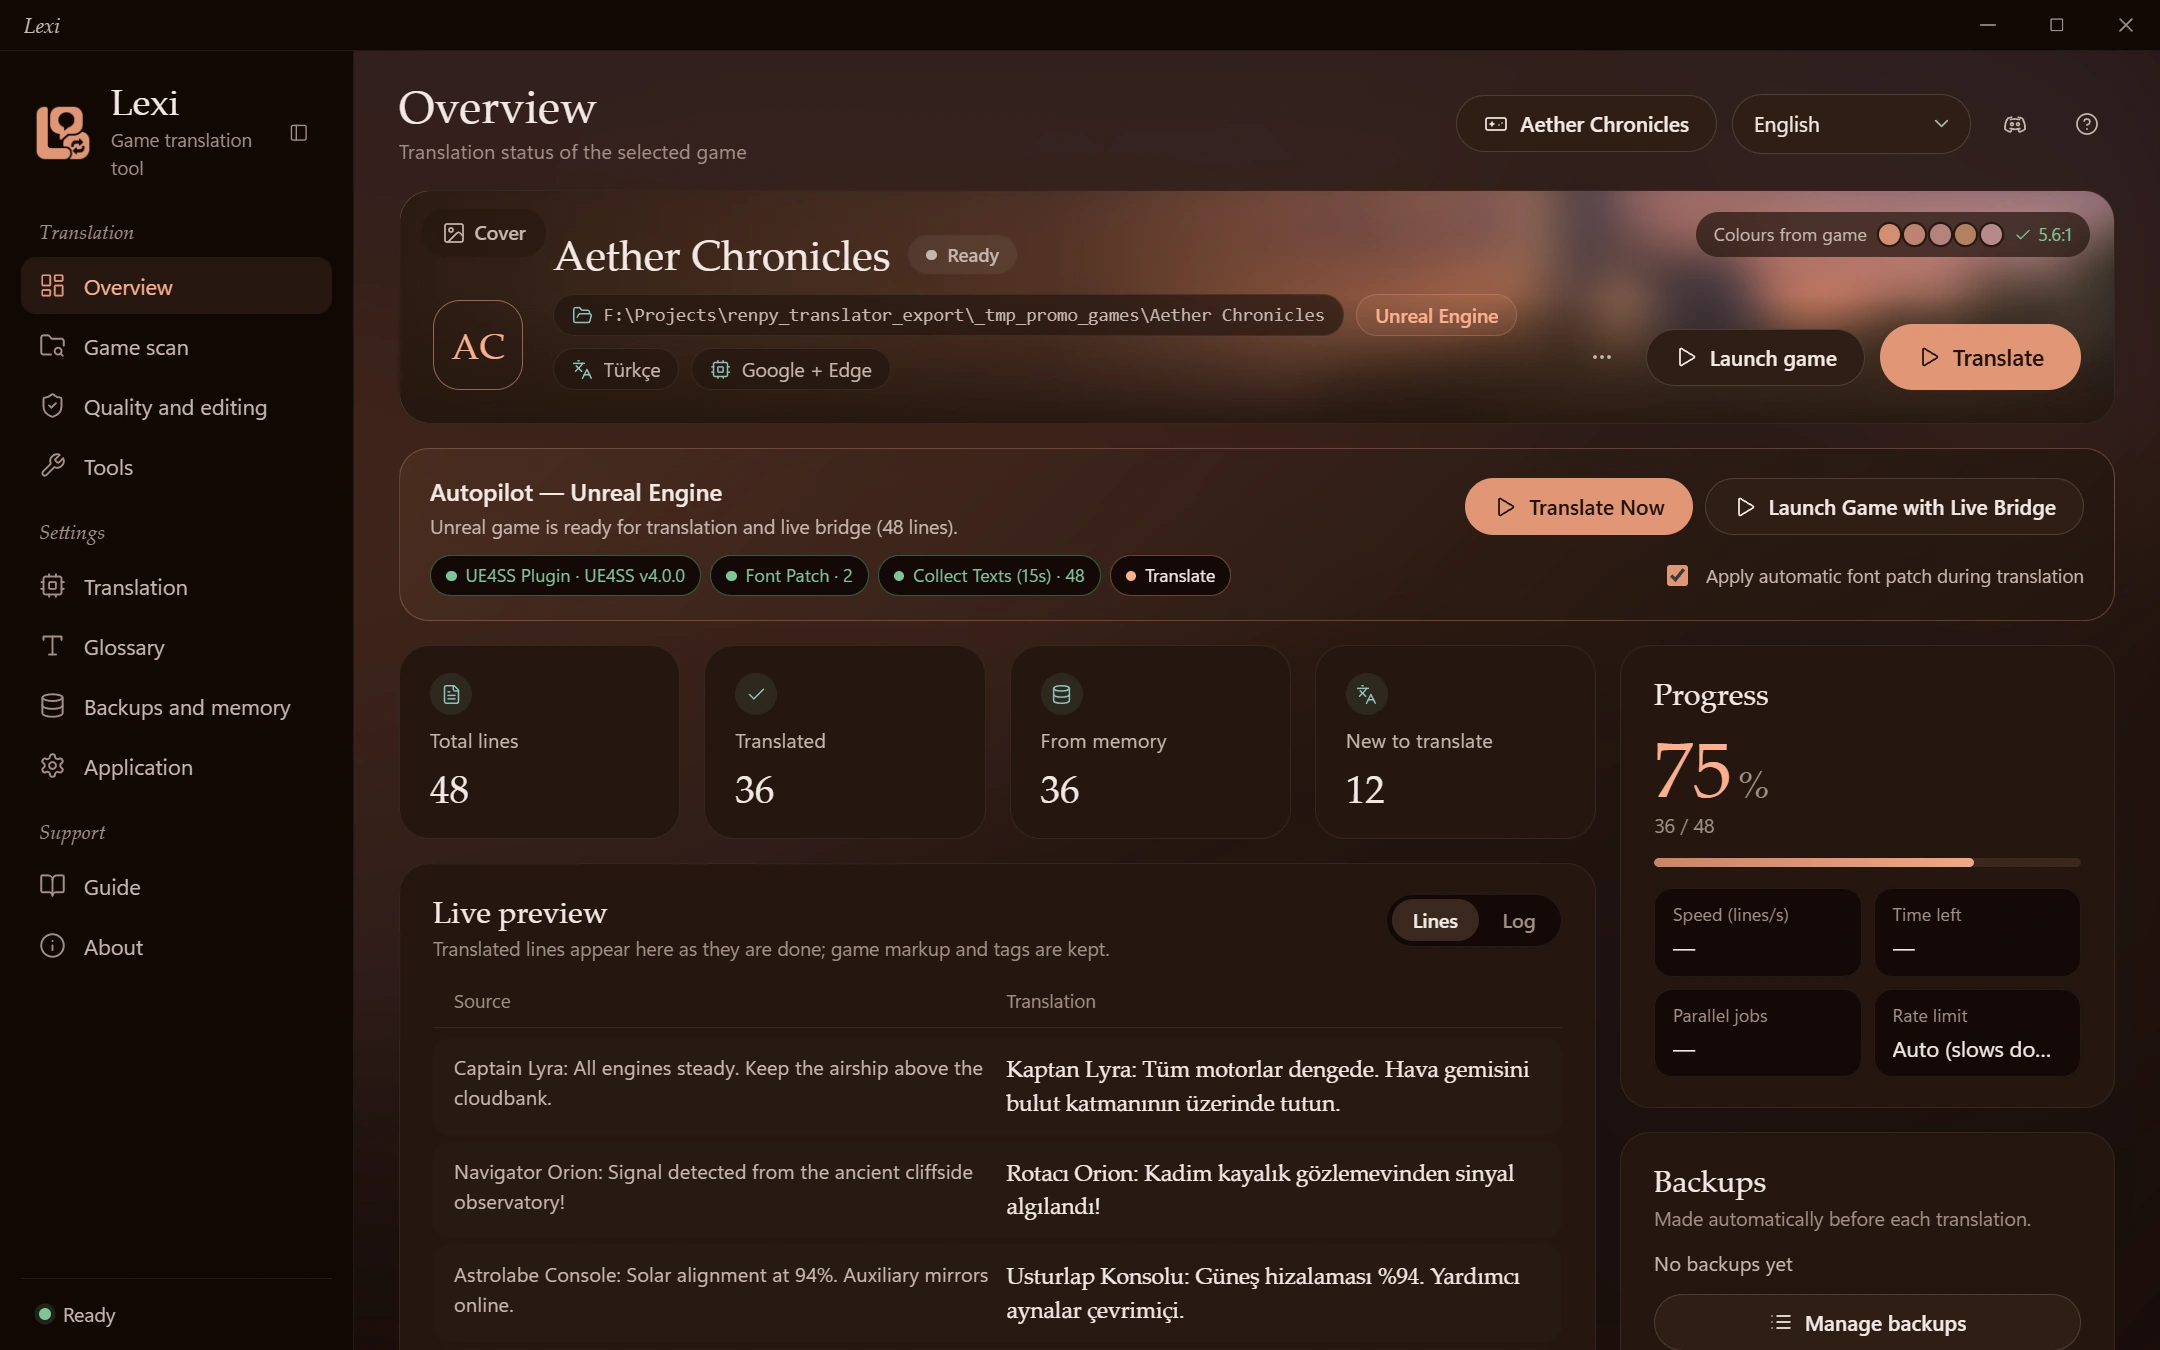 Lexi
Lexi
Game translation
tool
Translation
Overview
Game scan
Quality and editing
Tools
Settings
Translation
Glossary
Backups and memory
Application
Support
Guide
About
Ready
Overview
Translation status of the selected game
Aether Chronicles
English
Cover
Aether Chronicles
Ready
Colours from game
5.6:1
AC
F:\Projects\renpy_translator_export\_tmp_promo_games\Aether Chronicles
Unreal Engine
Türkçe
Google + Edge
Launch game
Translate
Autopilot — Unreal Engine
Unreal game is ready for translation and live bridge (48 lines).
Translate Now
Launch Game with Live Bridge
UE4SS Plugin · UE4SS v4.0.0
Font Patch · 2
Collect Texts (15s) · 48
Translate
Apply automatic font patch during translation
Total lines
48
Translated
36
From memory
36
New to translate
12
Progress
75 %
36 / 48
Speed (lines/s)
—
Time left
—
Parallel jobs
—
Rate limit
Auto (slows do...
Live preview
Translated lines appear here as they are done; game markup and tags are kept.
Lines
Log
Source
Translation
Captain Lyra: All engines steady. Keep the airship above the
cloudbank.
Kaptan Lyra: Tüm motorlar dengede. Hava gemisini
bulut katmanının üzerinde tutun.
Navigator Orion: Signal detected from the ancient cliffside
observatory!
Rotacı Orion: Kadim kayalık gözlemevinden sinyal
algılandı!
Astrolabe Console: Solar alignment at 94%. Auxiliary mirrors
online.
Usturlap Konsolu: Güneş hizalaması %94. Yardımcı
aynalar çevrimiçi.
Backups
Made automatically before each translation.
No backups yet
Manage backups